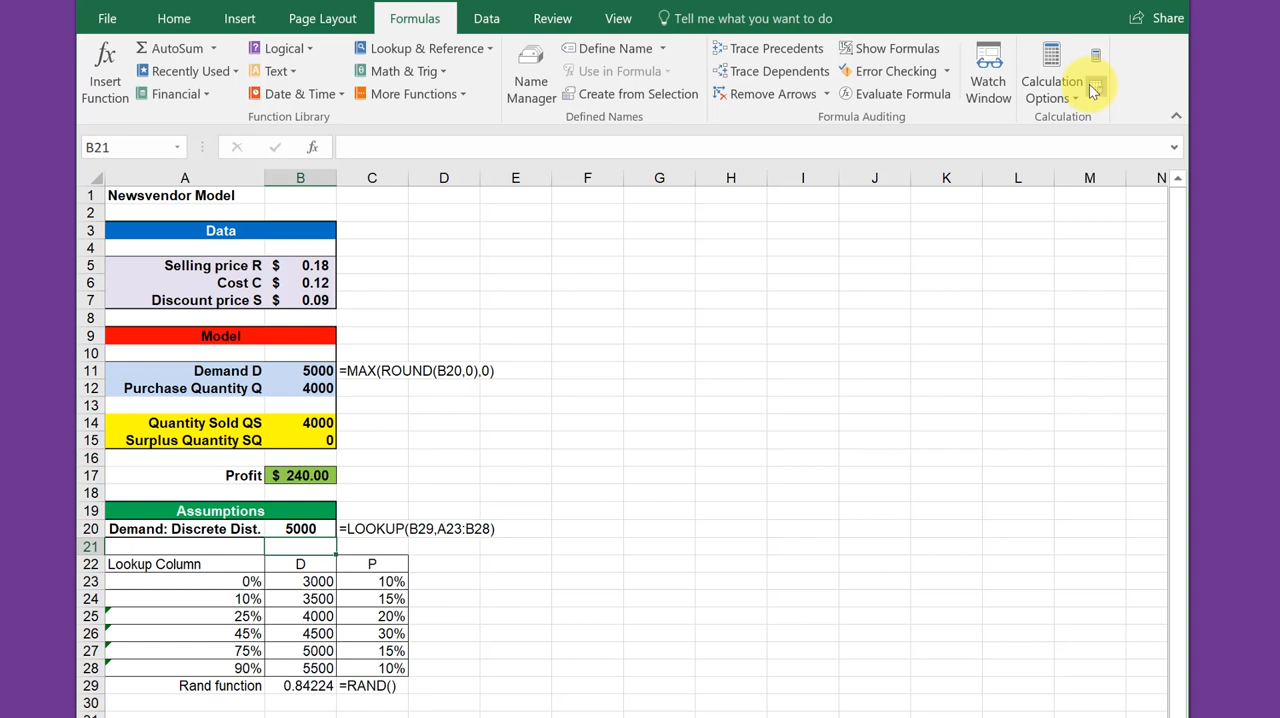 File Home Insert Page Layout Formulas Data Review View Tell me what you want to do Share
fx Σ AutoSum Logical Lookup & Reference Define Name Trace Precedents Show Formulas
Insert Function Recently Used Text Math & Trig Name Manager Use in Formula Trace Dependents Error Checking Watch Window Calculation Options
Financial Date & Time More Functions Create from Selection Remove Arrows Evaluate Formula
Function Library Defined Names Formula Auditing Calculation
B21 fx
A B C D E F G H I J K L M N
1 Newsvendor Model
2
3 Data
4
5 Selling price R $ 0.18
6 Cost C $ 0.12
7 Discount price S $ 0.09
8
9 Model
10
11 Demand D 5000 =MAX(ROUND(B20,0),0)
12 Purchase Quantity Q 4000
13
14 Quantity Sold QS 4000
15 Surplus Quantity SQ 0
16
17 Profit $ 240.00
18
19 Assumptions
20 Demand: Discrete Dist. 5000 =LOOKUP(B29,A23:B28)
21
22 Lookup Column D P
23 0% 3000 10%
24 10% 3500 15%
25 25% 4000 20%
26 45% 4500 30%
27 75% 5000 15%
28 90% 5500 10%
29 Rand function 0.84224 =RAND()
30